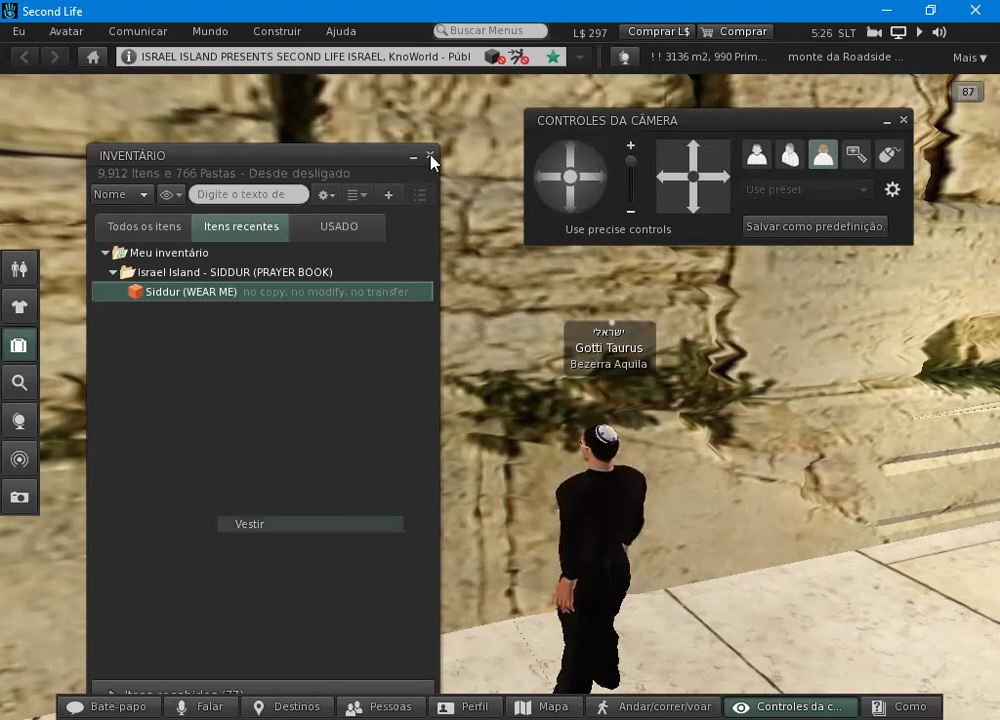 Second Life
Eu Avatar Comunicar Mundo Construir Ajuda Buscar Menus L$ 297 Comprar L$ Comprar 5:26 SLT
ISRAEL ISLAND PRESENTS SECOND LIFE ISRAEL, KnoWorld - Públ ! ! 3136 m2, 990 Prim... monte da Roadside ... Mais
87
CONTROLES DA CÂMERA
Use preset
Use precise controls
Salvar como predefinição.
INVENTÁRIO
9,912 Itens e 766 Pastas - Desde desligado
Nome Digite o texto de
Todos os itens Itens recentes USADO
Meu inventário
Israel Island - SIDDUR (PRAYER BOOK)
Siddur (WEAR ME) no copy. no modify. no transfer
Vestir
Itens recebidos (77)
ישראלי
Gotti Taurus
Bezerra Aquila
Bate-papo Falar Destinos Pessoas Perfil Mapa Andar/correr/voar Controles da c... Como